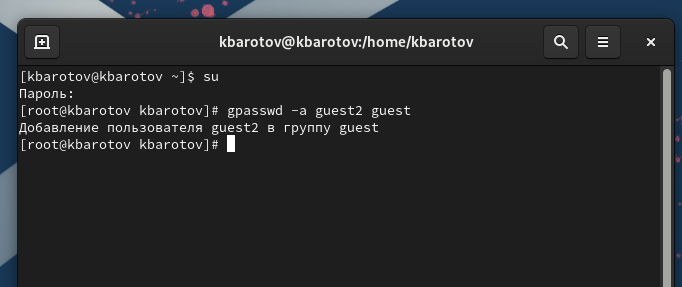 kbarotov@kbarotov:/home/kbarotov
[kbarotov@kbarotov ~]$ su
Пароль:
[root@kbarotov kbarotov]# gpasswd -a guest2 guest
Добавление пользователя guest2 в группу guest
[root@kbarotov kbarotov]#